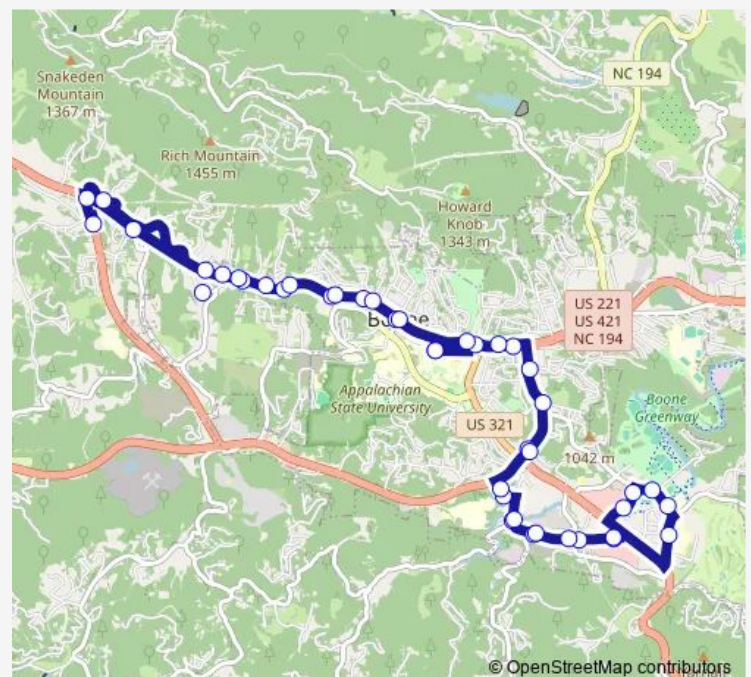 NC 194
Snakeden
Mountain
1367 m
Rich Mountain
1455 m
Howard
Knob
1343 m
US 221
US 421
NC 194
Boone
Appalachian
State University
Boone
Greenway
US 321
1042 m
© OpenStreetMap contributors